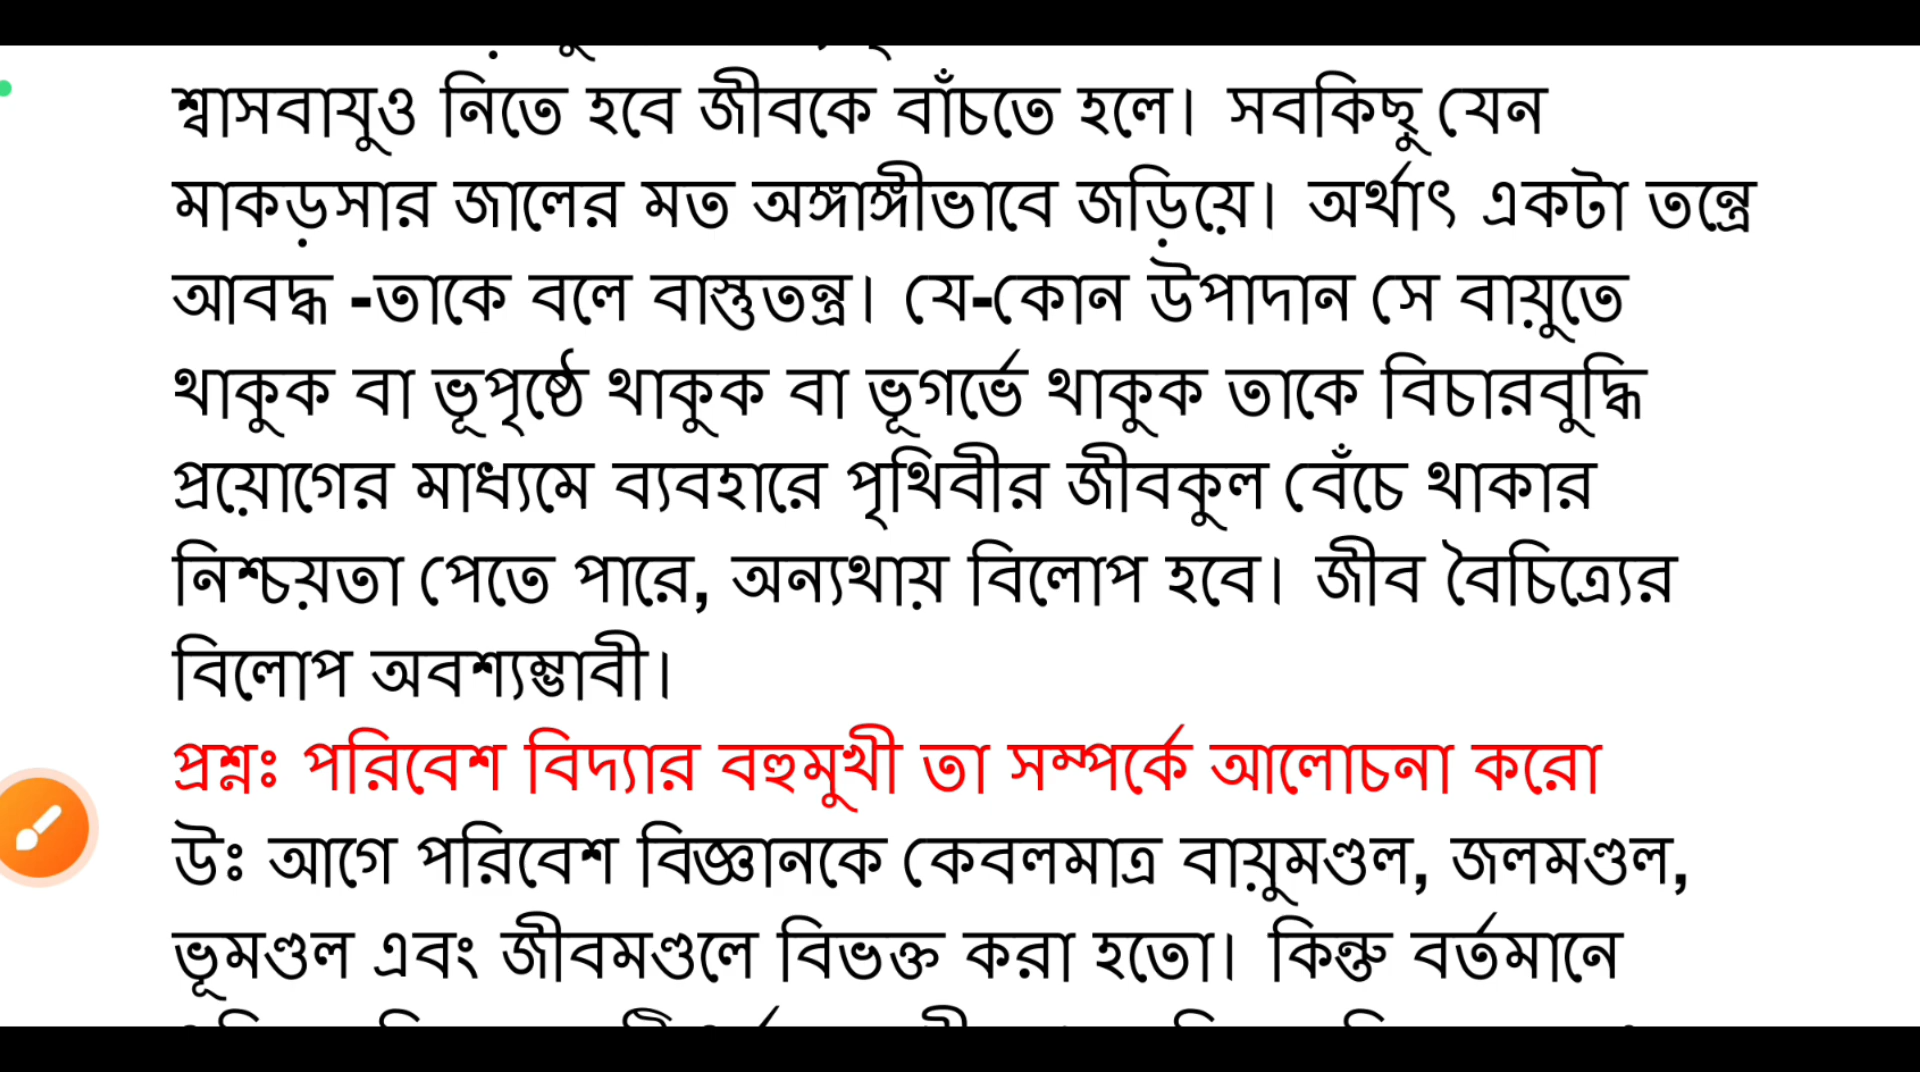 শ্বাসবাযুও নিতে হবে জীবকে বাঁচতে হলে। সবকিছু যেন
মাকড়সার জালের মত অঙ্গাঙ্গীভাবে জড়িয়ে। অর্থাৎ একটা তন্ত্রে
আবদ্ধ -তাকে বলে বাস্তুতন্ত্র। যে-কোন উপাদান সে বায়ুতে
থাকুক বা ভূপৃষ্ঠে থাকুক বা ভূগর্ভে থাকুক তাকে বিচারবুদ্ধি
প্রয়োগের মাধ্যমে ব্যবহারে পৃথিবীর জীবকুল বেঁচে থাকার
নিশ্চয়তা পেতে পারে, অন্যথায় বিলোপ হবে। জীব বৈচিত্র্যের
বিলোপ অবশ্যম্ভাবী।
প্রশ্নঃ পরিবেশ বিদ্যার বহুমুখী তা সম্পর্কে আলোচনা করো
উঃ আগে পরিবেশ বিজ্ঞানকে কেবলমাত্র বায়ুমণ্ডল, জলমণ্ডল,
ভূমণ্ডল এবং জীবমণ্ডলে বিভক্ত করা হতো। কিন্তু বর্তমানে